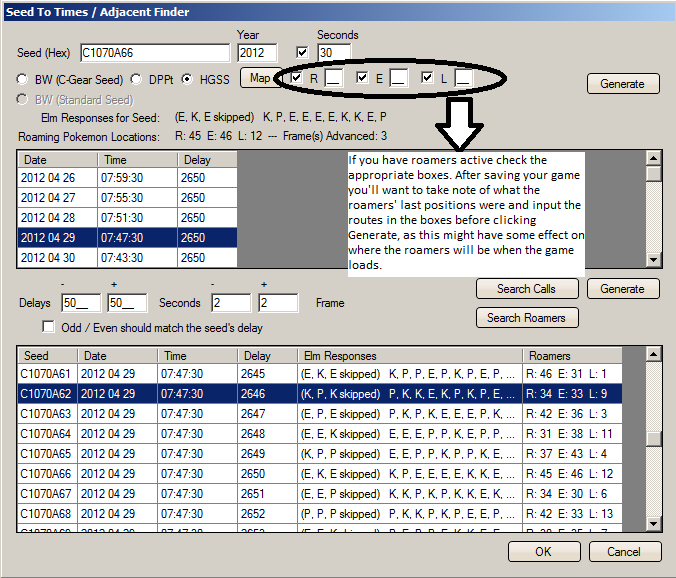 Seed To Times / Adjacent Finder
Year Seconds
Seed (Hex) C1070A66 2012 30
BW (C-Gear Seed) DPPt HGSS Map R __ E __ L __ Generate
BW (Standard Seed)
Elm Responses for Seed: (E, K, E skipped) K, P, E, E, E, E, K, K, E, P
Roaming Pokemon Locations: R: 45 E: 46 L: 12 --- Frame(s) Advanced: 3
Date Time Delay
2012 04 26 07:59:30 2650
2012 04 27 07:55:30 2650
2012 04 28 07:51:30 2650
2012 04 29 07:47:30 2650
2012 04 30 07:43:30 2650
If you have roamers active check the
appropriate boxes. After saving your game
you'll want to take note of what the
roamers' last positions were and input the
routes in the boxes before clicking
Generate, as this might have some effect on
where the roamers will be when the game
loads.
- + - + Search Calls Generate
Delays 50__ 50__ Seconds 2 2 Frame
Search Roamers
Odd / Even should match the seed's delay
Seed Date Time Delay Elm Responses Roamers
C1070A61 2012 04 29 07:47:30 2645 (E, K, E skipped) K, P, P, E, P, K, P, E, P, ... R: 46 E: 31 L: 1
C1070A62 2012 04 29 07:47:30 2646 (K, P, K skipped) P, K, K, E, K, P, K, E, K, ... R: 34 E: 33 L: 9
C1070A63 2012 04 29 07:47:30 2647 (E, P, E skipped) K, P, P, E, K, E, P, P, K, ... R: 42 E: 36 L: 3
C1070A64 2012 04 29 07:47:30 2648 (E, E, K skipped) E, E, E, P, P, K, E, P, P, ... R: 31 E: 38 L: 11
C1070A65 2012 04 29 07:47:30 2649 (K, P, P skipped) E, K, P, P, E, P, E, E, K, ... R: 37 E: 43 L: 4
C1070A66 2012 04 29 07:47:30 2650 (E, K, E skipped) K, P, E, E, E, E, K, K, E, ... R: 45 E: 46 L: 12
C1070A67 2012 04 29 07:47:30 2651 (E, E, P skipped) K, K, P, K, P, K, K, E, K, ... R: 34 E: 30 L: 6
C1070A68 2012 04 29 07:47:30 2652 (P, P, P skipped) E, K, K, P, K, P, E, K, E, ... R: 42 E: 33 L: 13
OK Cancel